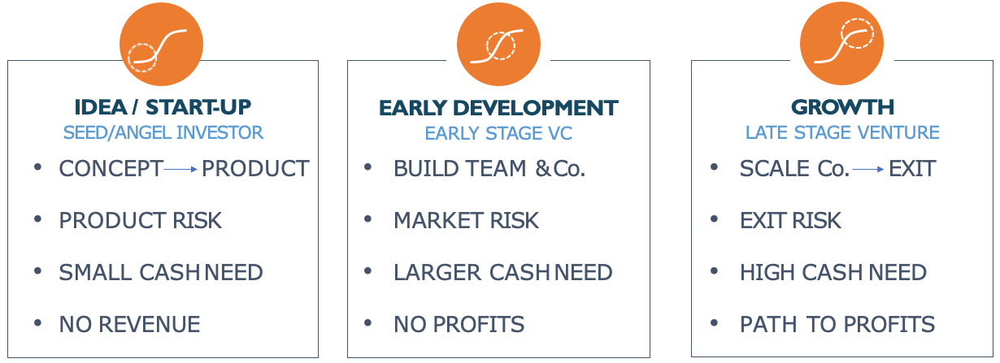 IDEA / START-UP
SEED/ANGEL INVESTOR
• CONCEPT → PRODUCT
• PRODUCT RISK
• SMALL CASH NEED
• NO REVENUE
EARLY DEVELOPMENT
EARLY STAGE VC
• BUILD TEAM & Co.
• MARKET RISK
• LARGER CASH NEED
• NO PROFITS
GROWTH
LATE STAGE VENTURE
• SCALE Co. → EXIT
• EXIT RISK
• HIGH CASH NEED
• PATH TO PROFITS